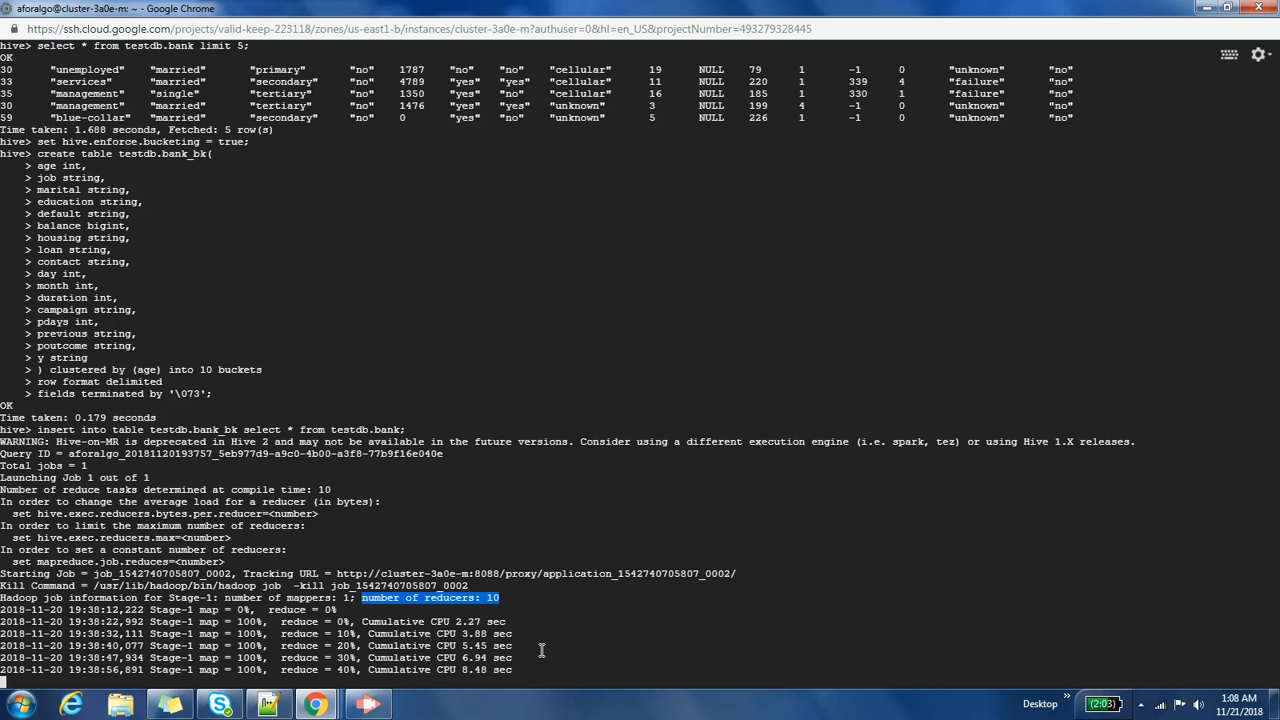 aforalgo@cluster-3a0e-m: ~ - Google Chrome
https://ssh.cloud.google.com/projects/valid-keep-223118/zones/us-east1-b/instances/cluster-3a0e-m?authuser=0&hl=en_US&projectNumber=493279328445
hive> select * from testdb.bank limit 5;
OK
30 "unemployed" "married" "primary" "no" 1787 "no" "no" "cellular" 19 NULL 79 1 -1 0 "unknown" "no"
33 "services" "married" "secondary" "no" 4789 "yes" "yes" "cellular" 11 NULL 220 1 339 4 "failure" "no"
35 "management" "single" "tertiary" "no" 1350 "yes" "no" "cellular" 16 NULL 185 1 330 1 "failure" "no"
30 "management" "married" "tertiary" "no" 1476 "yes" "yes" "unknown" 3 NULL 199 4 -1 0 "unknown" "no"
59 "blue-collar" "married" "secondary" "no" 0 "yes" "no" "unknown" 5 NULL 226 1 -1 0 "unknown" "no"
Time taken: 1.688 seconds, Fetched: 5 row(s)
hive> set hive.enforce.bucketing = true;
hive> create table testdb.bank_bk(
> age int,
> job string,
> marital string,
> education string,
> default string,
> balance bigint,
> housing string,
> loan string,
> contact string,
> day int,
> month int,
> duration int,
> campaign string,
> pdays int,
> previous string,
> poutcome string,
> y string
> ) clustered by (age) into 10 buckets
> row format delimited
> fields terminated by '\073';
OK
Time taken: 0.179 seconds
hive> insert into table testdb.bank_bk select * from testdb.bank;
WARNING: Hive-on-MR is deprecated in Hive 2 and may not be available in the future versions. Consider using a different execution engine (i.e. spark, tez) or using Hive 1.X releases.
Query ID = aforalgo_20181120193757_5eb977d9-a9c0-4b00-a3f8-77b9f16e040e
Total jobs = 1
Launching Job 1 out of 1
Number of reduce tasks determined at compile time: 10
In order to change the average load for a reducer (in bytes):
set hive.exec.reducers.bytes.per.reducer=<number>
In order to limit the maximum number of reducers:
set hive.exec.reducers.max=<number>
In order to set a constant number of reducers:
set mapreduce.job.reduces=<number>
Starting Job = job_1542740705807_0002, Tracking URL = http://cluster-3a0e-m:8088/proxy/application_1542740705807_0002/
Kill Command = /usr/lib/hadoop/bin/hadoop job  -kill job_1542740705807_0002
Hadoop job information for Stage-1: number of mappers: 1; number of reducers: 10
2018-11-20 19:38:12,222 Stage-1 map = 0%,  reduce = 0%
2018-11-20 19:38:22,992 Stage-1 map = 100%,  reduce = 0%, Cumulative CPU 2.27 sec
2018-11-20 19:38:32,111 Stage-1 map = 100%,  reduce = 10%, Cumulative CPU 3.88 sec
2018-11-20 19:38:40,077 Stage-1 map = 100%,  reduce = 20%, Cumulative CPU 5.45 sec
2018-11-20 19:38:47,934 Stage-1 map = 100%,  reduce = 30%, Cumulative CPU 6.94 sec
2018-11-20 19:38:56,891 Stage-1 map = 100%,  reduce = 40%, Cumulative CPU 8.48 sec
Desktop
(2:03)
1:08 AM
11/21/2018